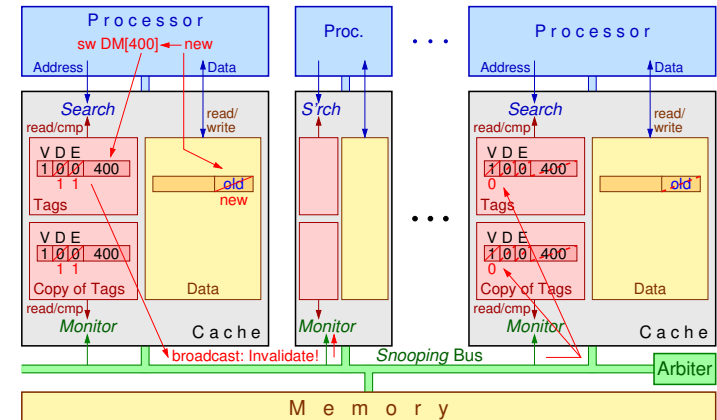 Processor
sw DM[400] new
Address
Data
Search
read/cmp
read/
write
V D E
1 0 0 400
1 1
Tags
old
new
V D E
1 0 0 400
1 1
Copy of Tags
Data
read/cmp
Monitor
Cache
Proc.
S'rch
Monitor
. . .
. . .
Processor
Address
Data
Search
read/cmp
read/
write
V D E
1 0 0 400
0
Tags
old
V D E
1 0 0 400
0
Copy of Tags
Data
read/cmp
Monitor
Cache
broadcast: Invalidate!
Snooping Bus
Arbiter
Memory